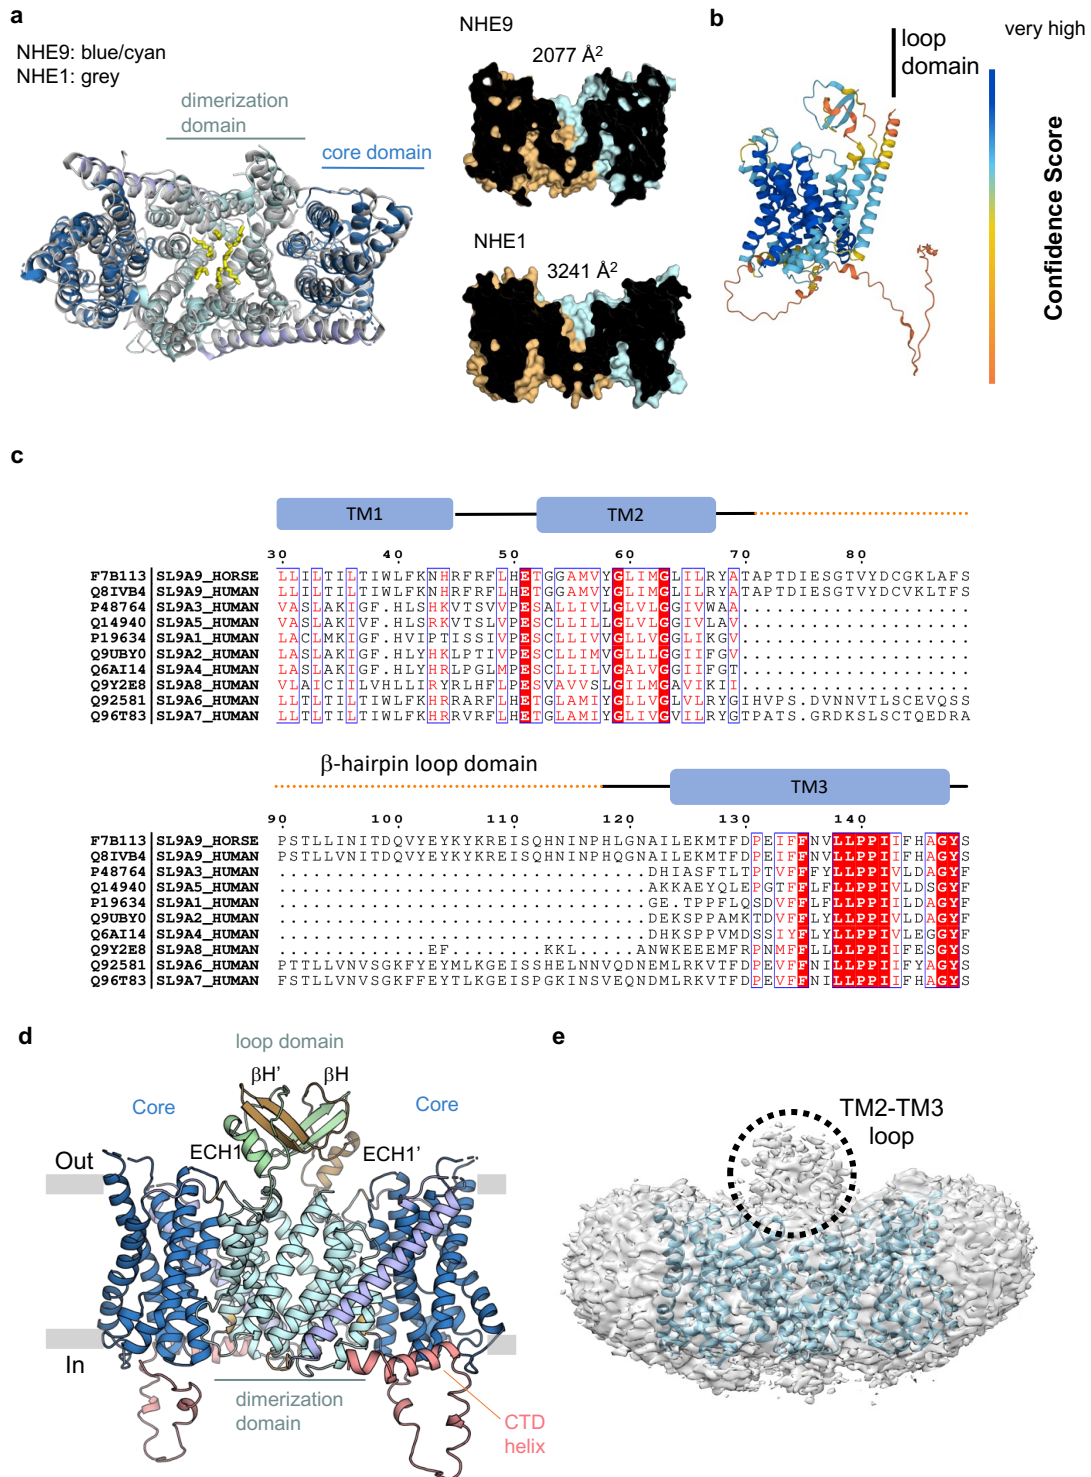 a
NHE9: blue/cyan
NHE1: grey
dimerization
domain
core domain
NHE9
2077 Å2
NHE1
3241 Å2
b
loop
domain
very high
Confidence Score
c
TM1
TM2
30 40 50 60 70 80
F7B113 SL9A9_HORSE LLILTILTIWLFKNHRFRFLHETGGAMVYGLIMGLILRYATAPTDIESGTVYDCGKLAFS
Q8IVB4 SL9A9_HUMAN LLILTILTIWLFKNHRFRFLHETGGAMVYGLIMGLILRYATAPTDIESGTVYDCVKLTFS
P48764 SL9A3_HUMAN VASLAKIGF.HLSHKVTSVVPESALLIVLGLVLGGIVWAA....................
Q14940 SL9A5_HUMAN VASLAKIVF.HLSRKVTSLVPESCLLIVLGLVLGGIVLAV....................
P19634 SL9A1_HUMAN LACLMKIGF.HVIPTISSIVPESCLLIVVGLLVGGLIKGV....................
Q9UBY0 SL9A2_HUMAN VASLAKIGF.HLYHKLPTIVPESCLLIMVGLLLGGIIFGV....................
Q6AI14 SL9A4_HUMAN LASLAKIGF.HLYHRLPGLMPESCLLILVGALVGGIIFGT....................
Q9Y2E8 SL9A8_HUMAN VLAICIILVHLLIRYRLHFLPESVAVVSLGILMGAVIKII....................
Q92581 SL9A6_HUMAN LLTLTILTIWLFKHRRARFLHETGLAMIYGLLVGLVLRYGIHVPS.DVNNVTLSCEVQSS
Q96T83 SL9A7_HUMAN LLTLTILTIWLFKHRRVRFLHETGLAMIYGLIVGVILRYGTPATS.GRDKSLSCTQEDRA
β-hairpin loop domain
TM3
90 100 110 120 130 140
F7B113 SL9A9_HORSE PSTLLINITDQVYEYKYKREISQHNINPHLGNAILEKMTFDPEIFFNVLLPPIIFHAGYS
Q8IVB4 SL9A9_HUMAN PSTLLVNITDQVYEYKYKREISQHNINPHQGNAILEKMTFDPEIFFNVLLPPIIFHAGYS
P48764 SL9A3_HUMAN ................................DHIASFTLTPTVFFFYLLPPIVLDAGYF
Q14940 SL9A5_HUMAN ................................AKKAEYQLEPGTFFLFLLPPIVLDSGYF
P19634 SL9A1_HUMAN ................................GE.TPPFLQSDVFFLFLLPPIILDAGYF
Q9UBY0 SL9A2_HUMAN ................................DEKSPPAMKTDVFFLYLLPPIVLDAGYF
Q6AI14 SL9A4_HUMAN ................................DHKSPPVMDSSIYFLYLLPPIVLEGGYF
Q9Y2E8 SL9A8_HUMAN .............EF........KKL.....ANWKEEEMFRPNMFFLLLLPPIIFESGYS
Q92581 SL9A6_HUMAN PTTLLVNVSGKFYEYMLKGEISSHELNNVQDNEMLRKVTFDPEVFFNILLPPIIFYAGYS
Q96T83 SL9A7_HUMAN FSTLLVNVSGKFFEYTLKGEISPGKINSVEQNDMLRKVTFDPEVFFNILLPPIIFHAGYS
d
loop domain
βH' βH
Core
Core
ECH1
ECH1'
Out
In
dimerization
domain
CTD
helix
e
TM2-TM3
loop